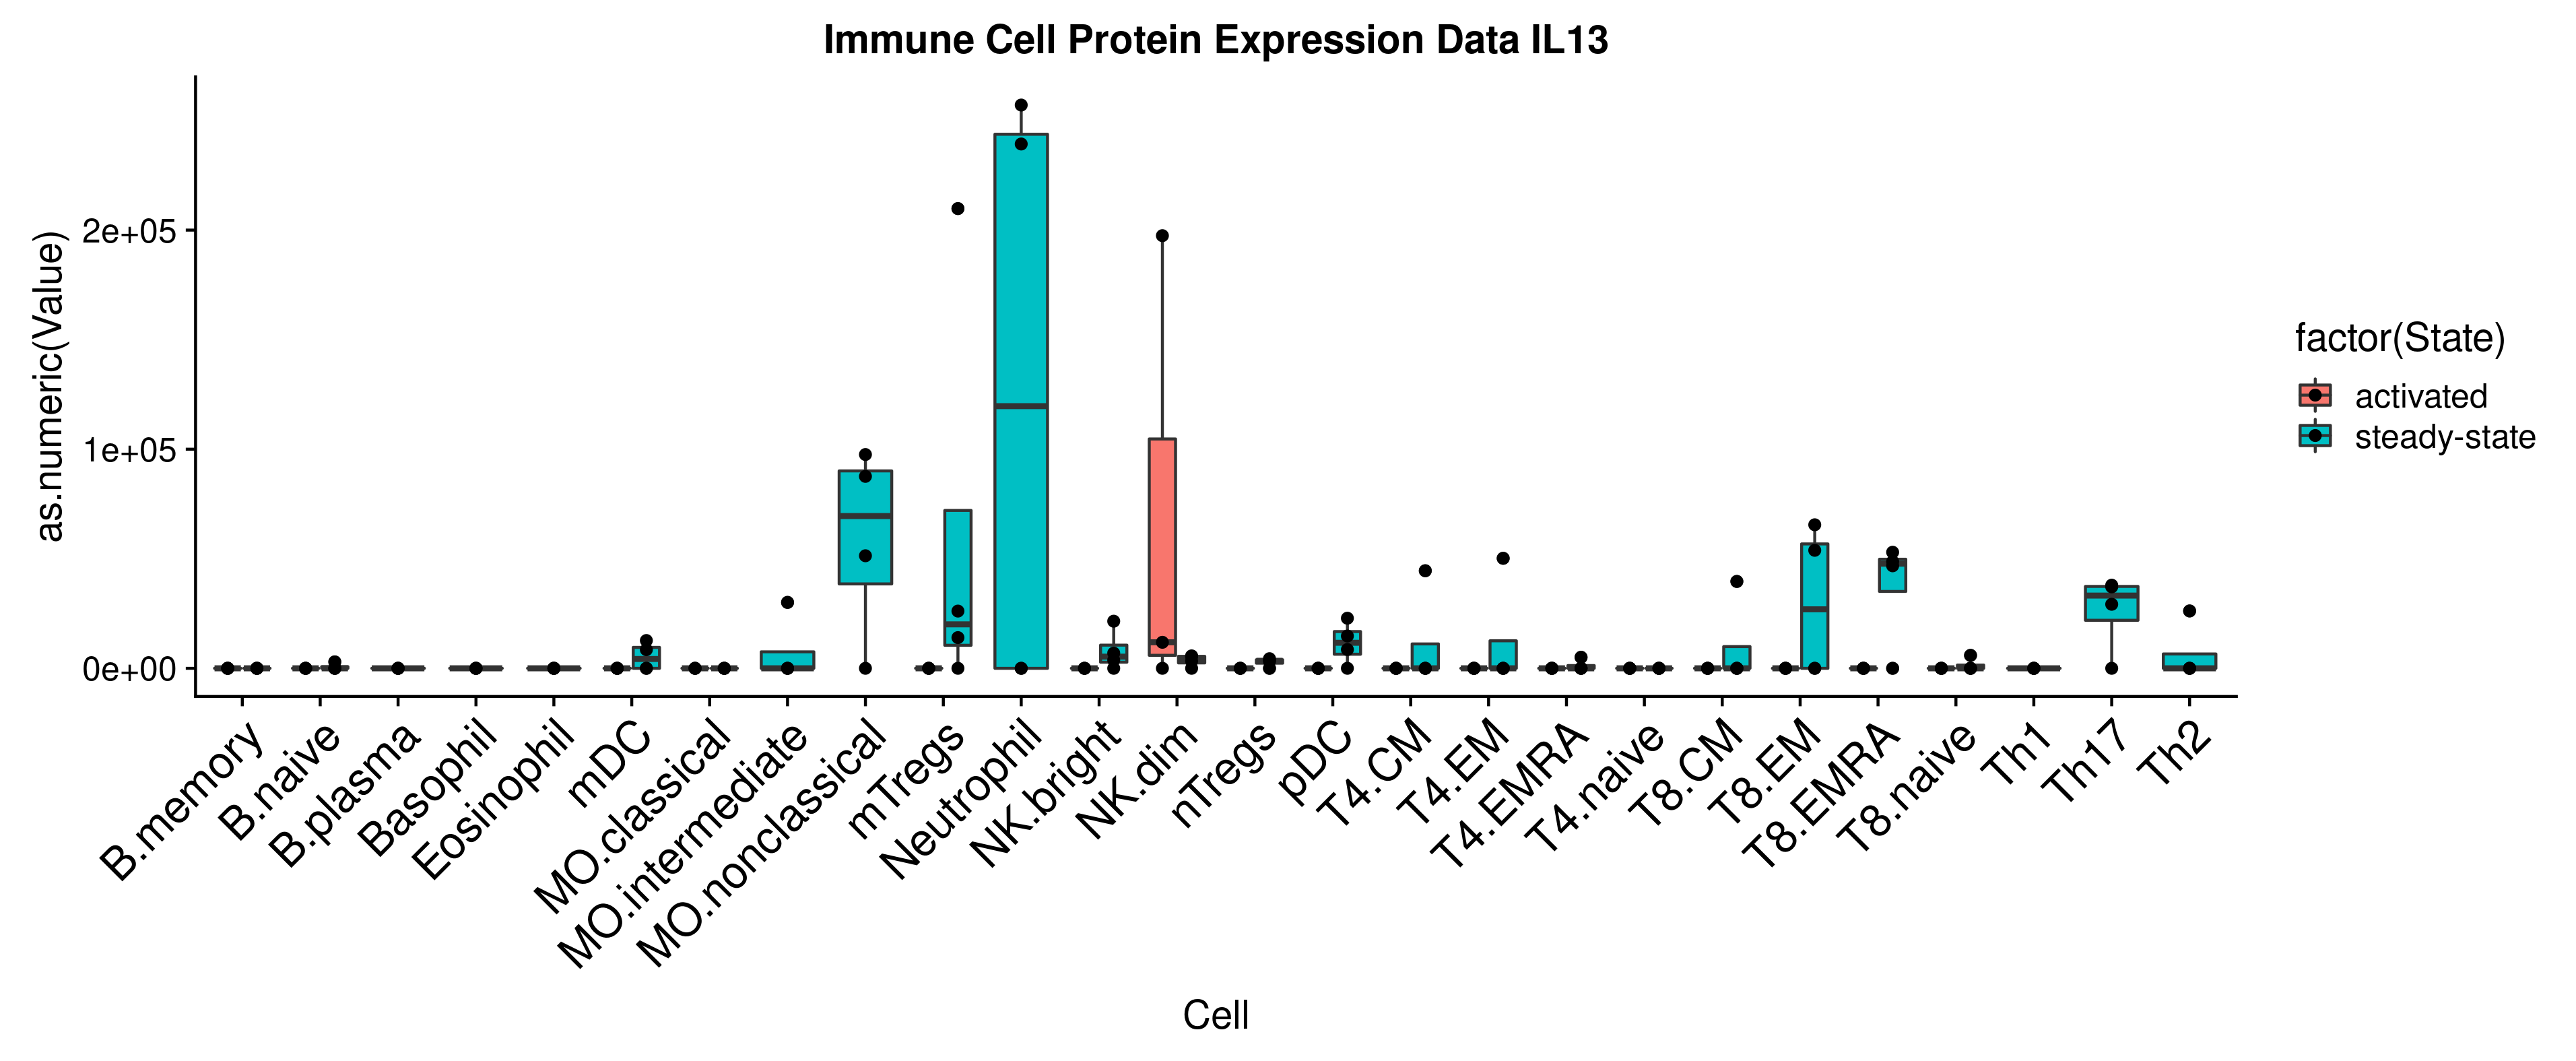 Immune Cell Protein Expression Data IL13
as.numeric(Value)
2e+05
1e+05
0e+00
factor(State)
activated
steady-state
B.memory
B.naive
B.plasma
Basophil
Eosinophil
mDC
MO.classical
MO.intermediate
MO.nonclassical
mTregs
Neutrophil
NK.bright
NK.dim
nTregs
pDC
T4.CM
T4.EM
T4.EMRA
T4.naive
T8.CM
T8.EM
T8.EMRA
T8.naive
Th1
Th17
Th2
Cell